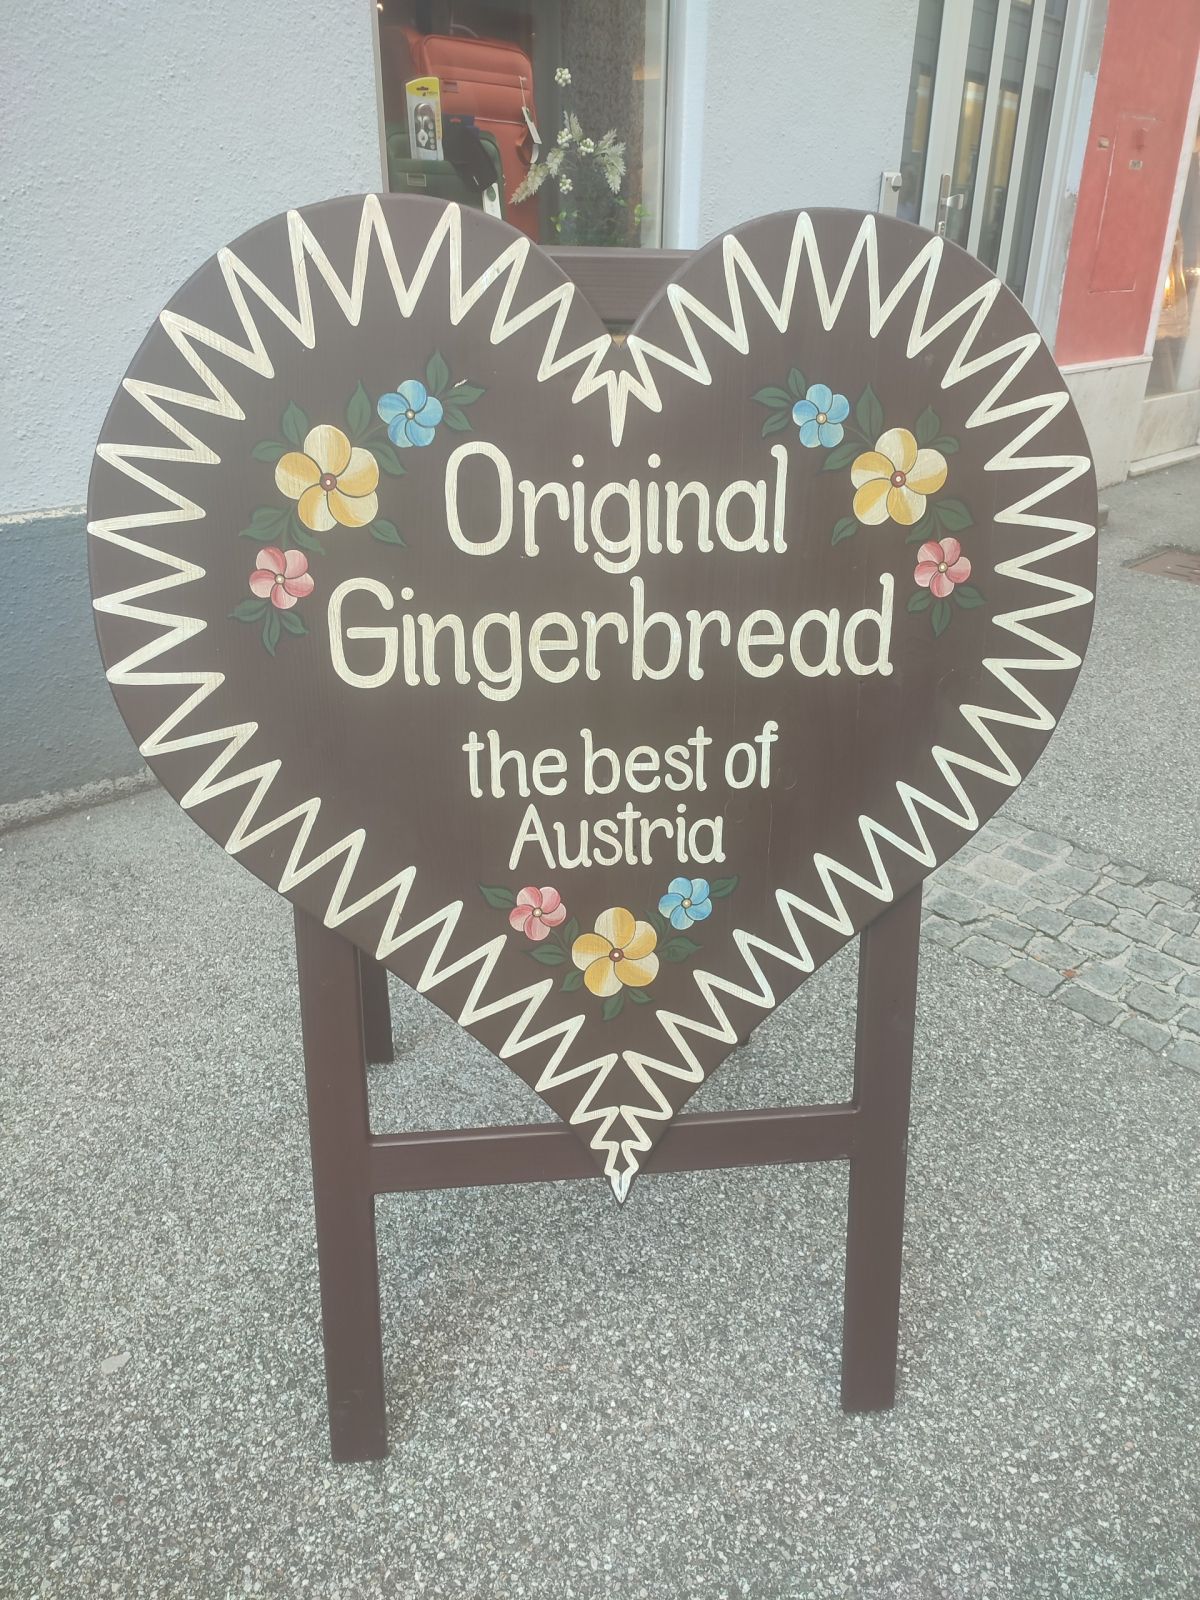 Original
Gingerbread
the best of
Austria